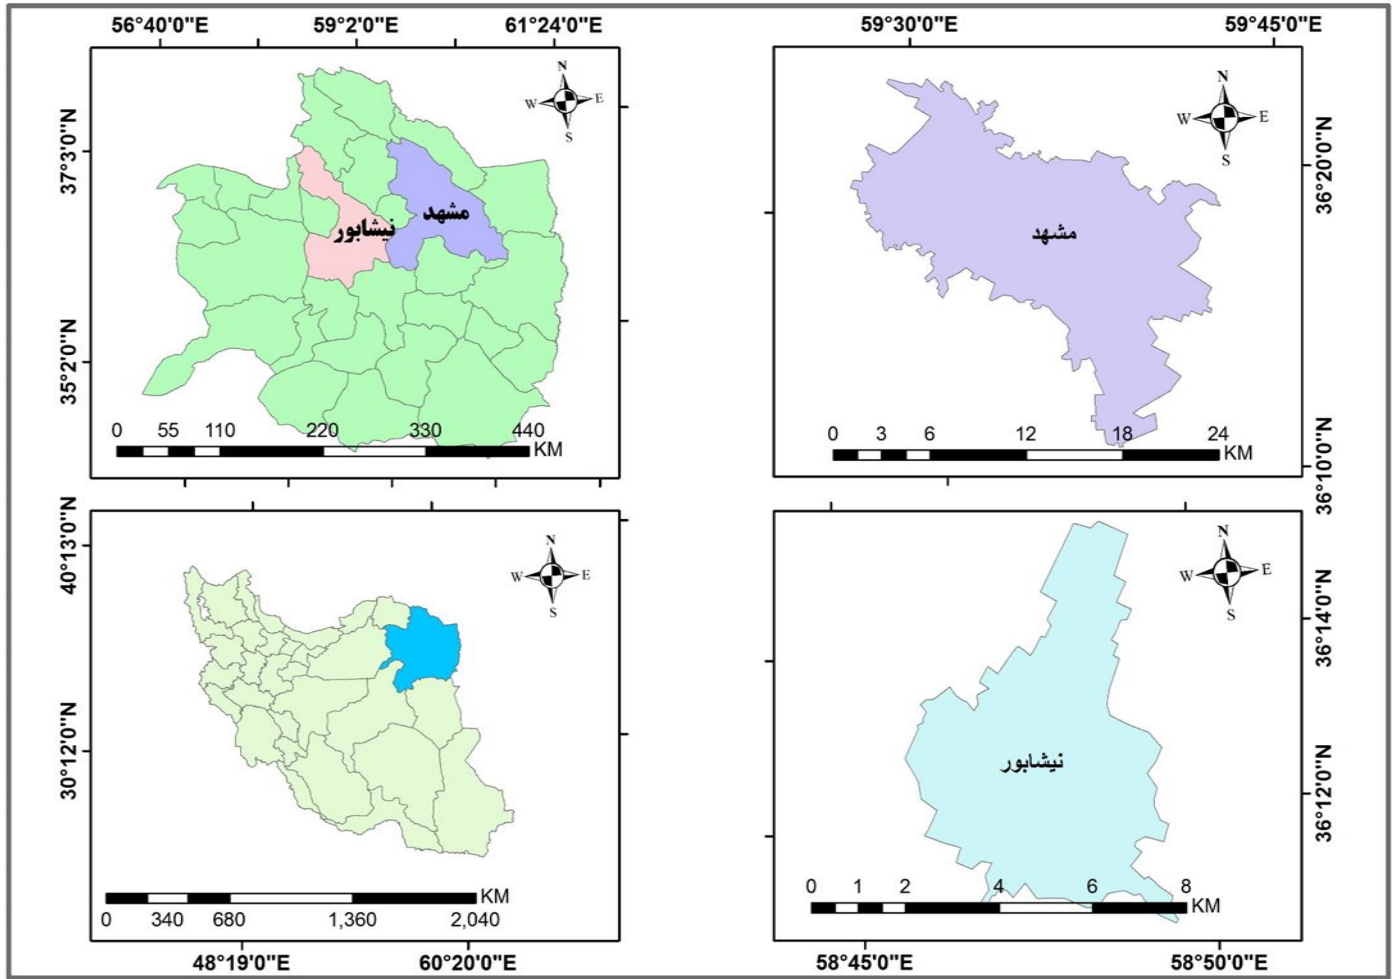 56°40'0"E 59°2'0"E 61°24'0"E
59°30'0"E 59°45'0"E
37°3'0"N
35°2'0"N
N
W E
S
مشهد
نیشابور
0 55 110 220 330 440
KM
N
W E
S
36°20'0"N
36°10'0"N
مشهد
0 3 6 12 18 24
KM
40°13'0"N
30°12'0"N
N
W E
S
KM
0 340 680 1,360 2,040
48°19'0"E 60°20'0"E
N
W E
S
36°14'0"N
36°12'0"N
نیشابور
0 1 2 4 6 8
KM
58°45'0"E 58°50'0"E